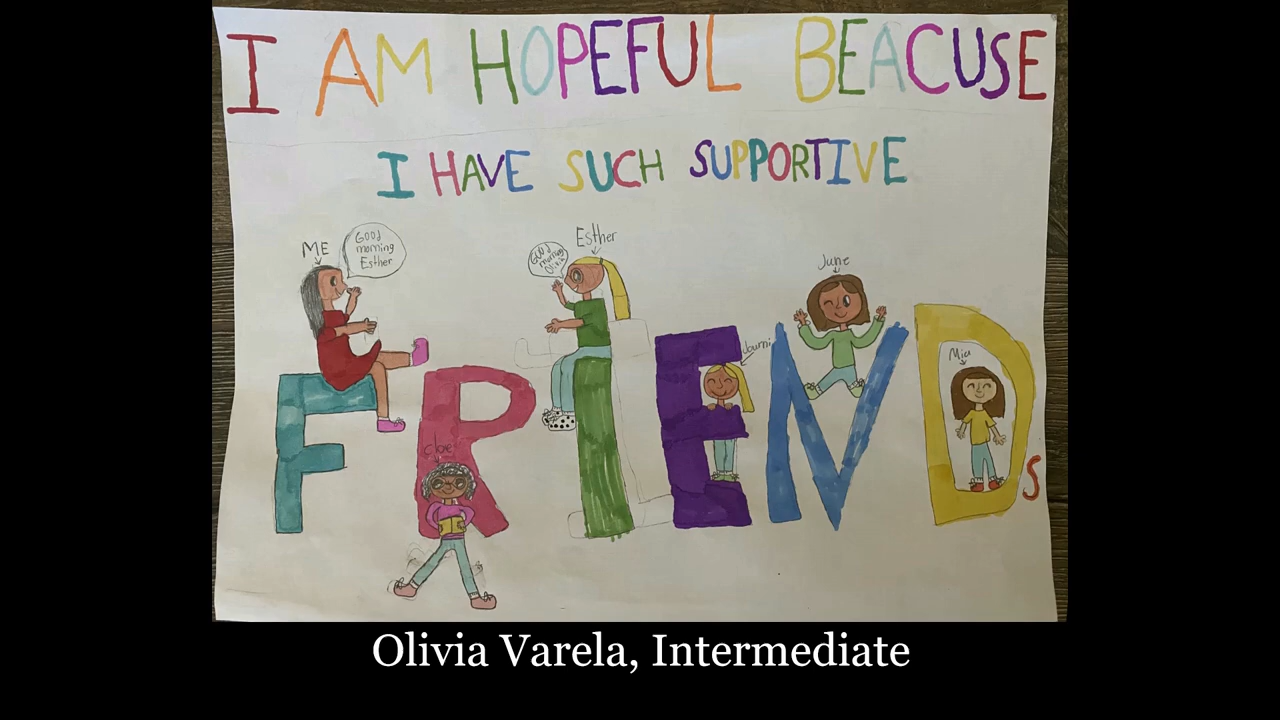 I AM HOPEFUL BEACUSE
I HAVE SUCH SUPPORTIVE
ME
Good
morning
Esther
Good
morning
Olivia
Esther
June
Journi
Mia
cloe
FRIENDs
Olivia Varela, Intermediate